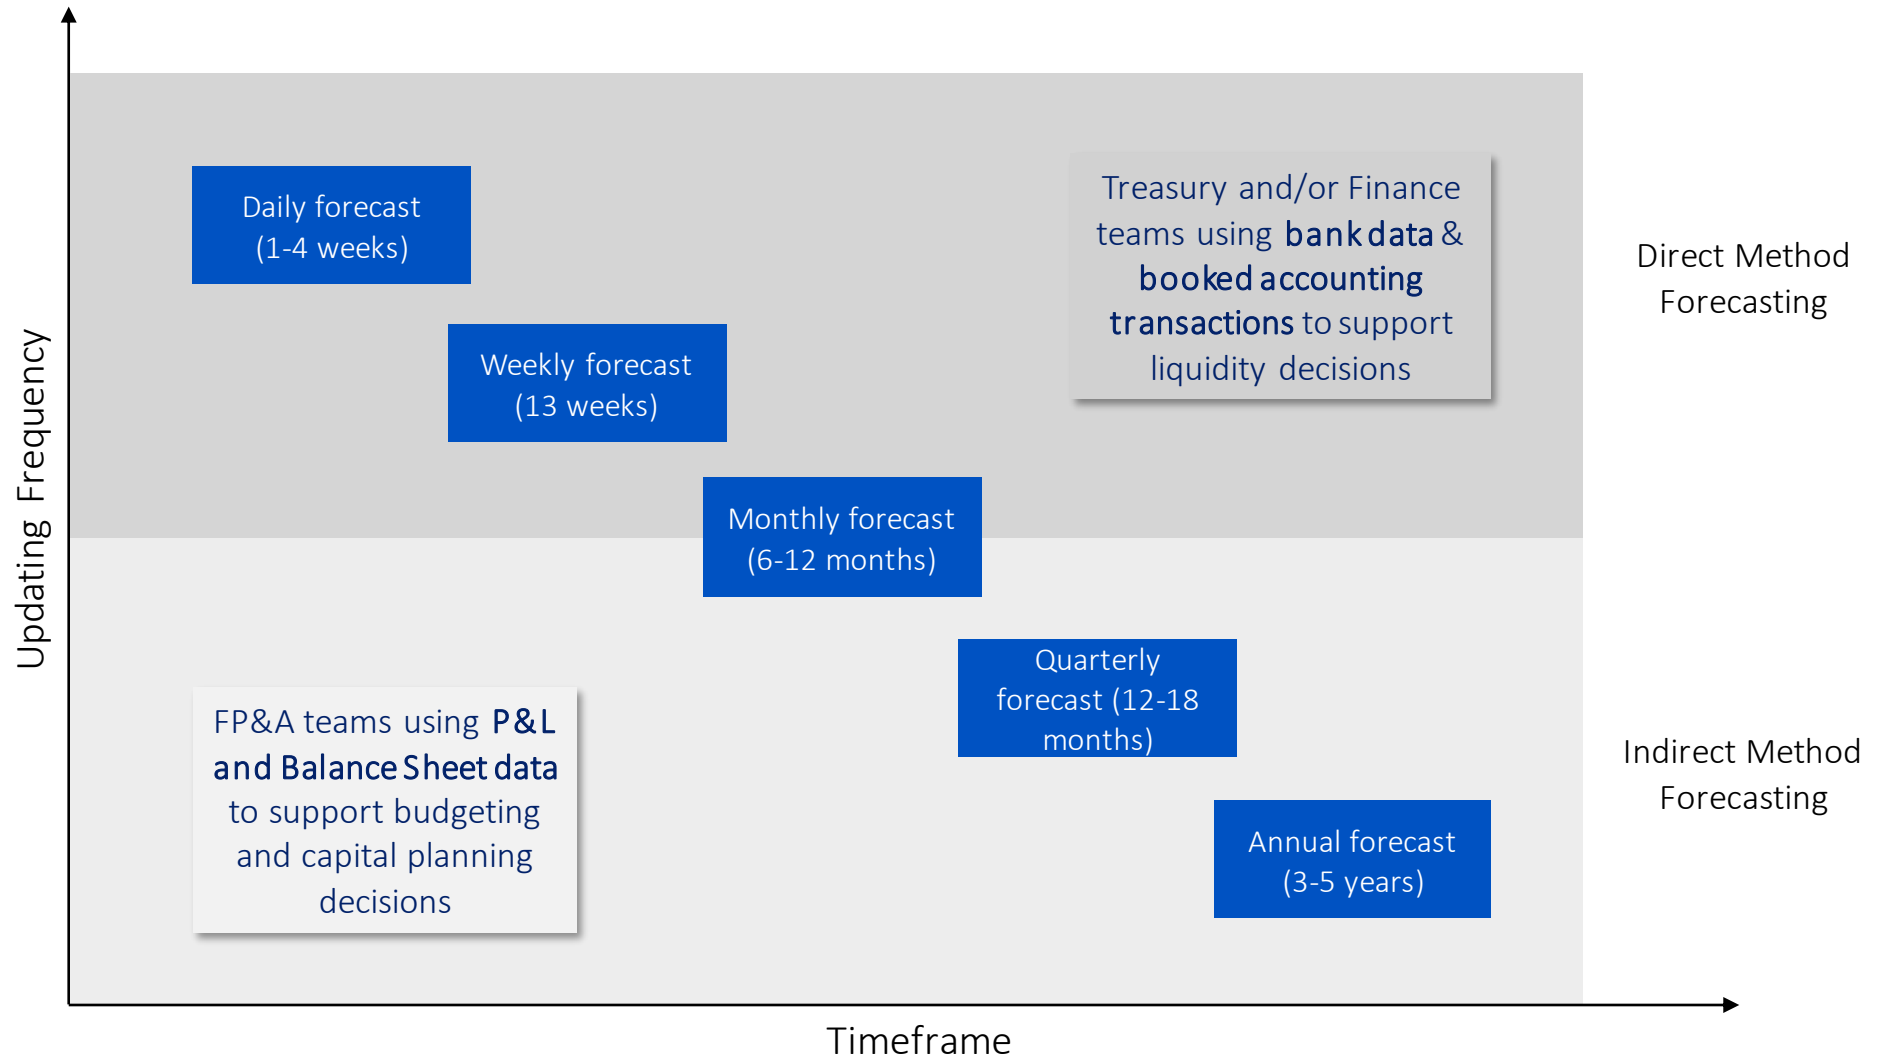 Updating Frequency
Daily forecast
(1-4 weeks)
Weekly forecast
(13 weeks)
Monthly forecast
(6-12 months)
Quarterly
forecast (12-18
months)
Annual forecast
(3-5 years)
Treasury and/or Finance
teams using bank data &
booked accounting
transactions to support
liquidity decisions
Direct Method
Forecasting
FP&A teams using P&L
and Balance Sheet data
to support budgeting
and capital planning
decisions
Indirect Method
Forecasting
Timeframe